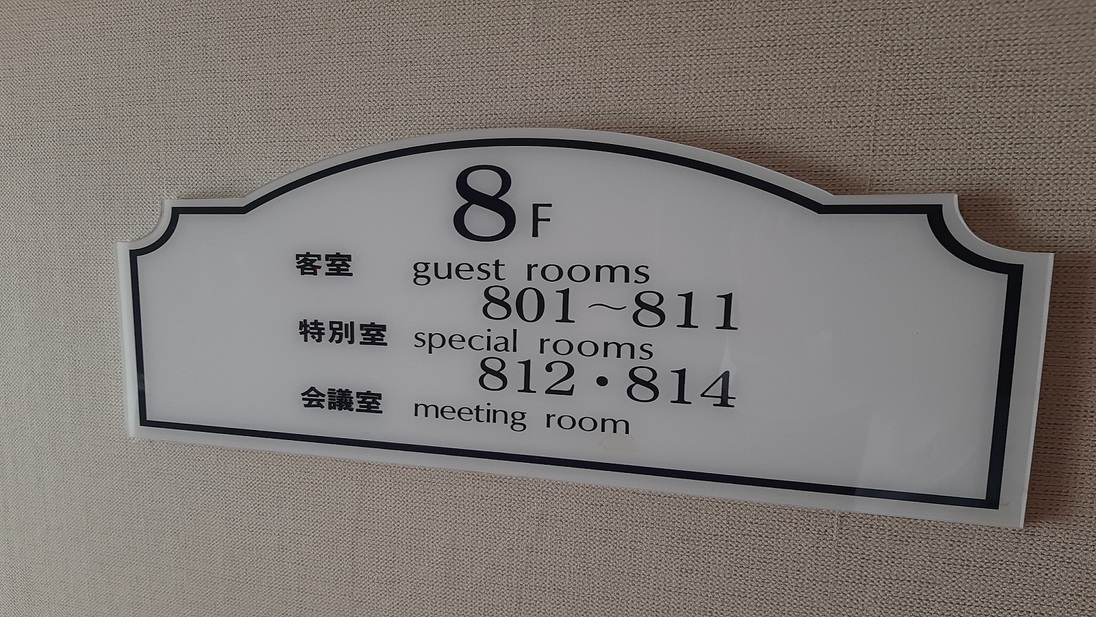 8F
客室 guest rooms
801~811
特別室 special rooms
812・814
会議室 meeting room